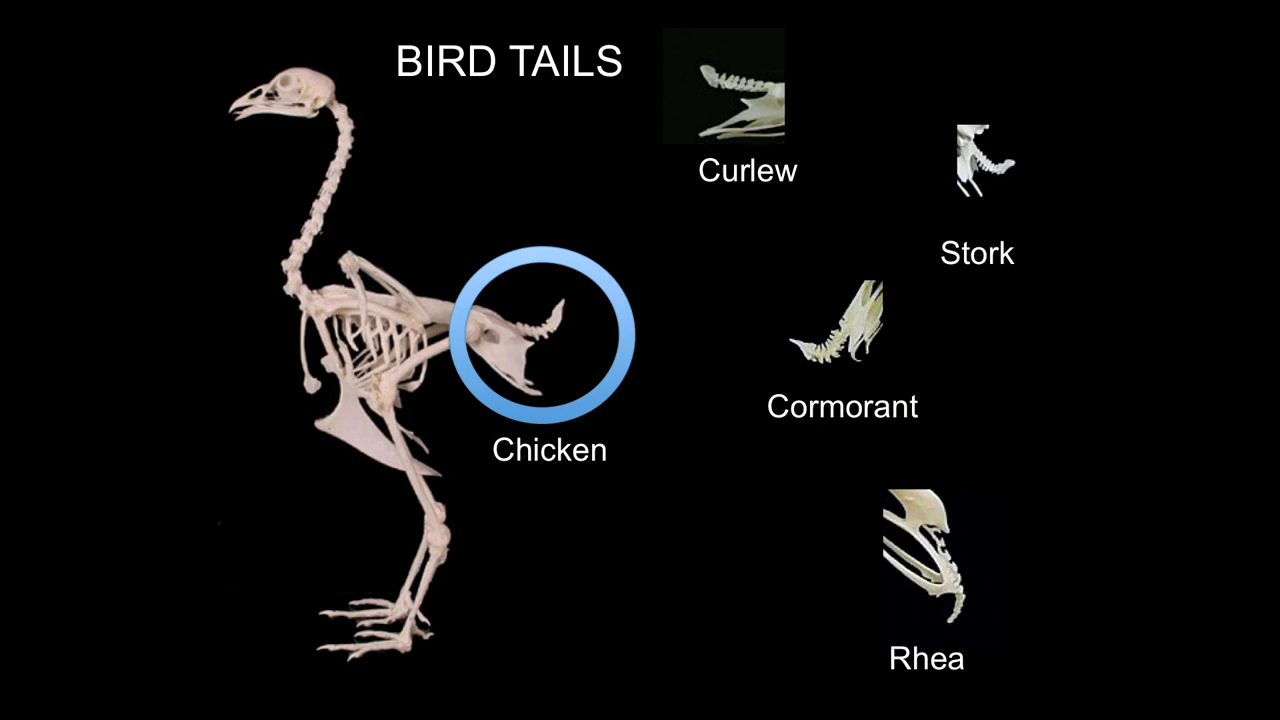 BIRD TAILS
Curlew
Stork
Cormorant
Chicken
Rhea